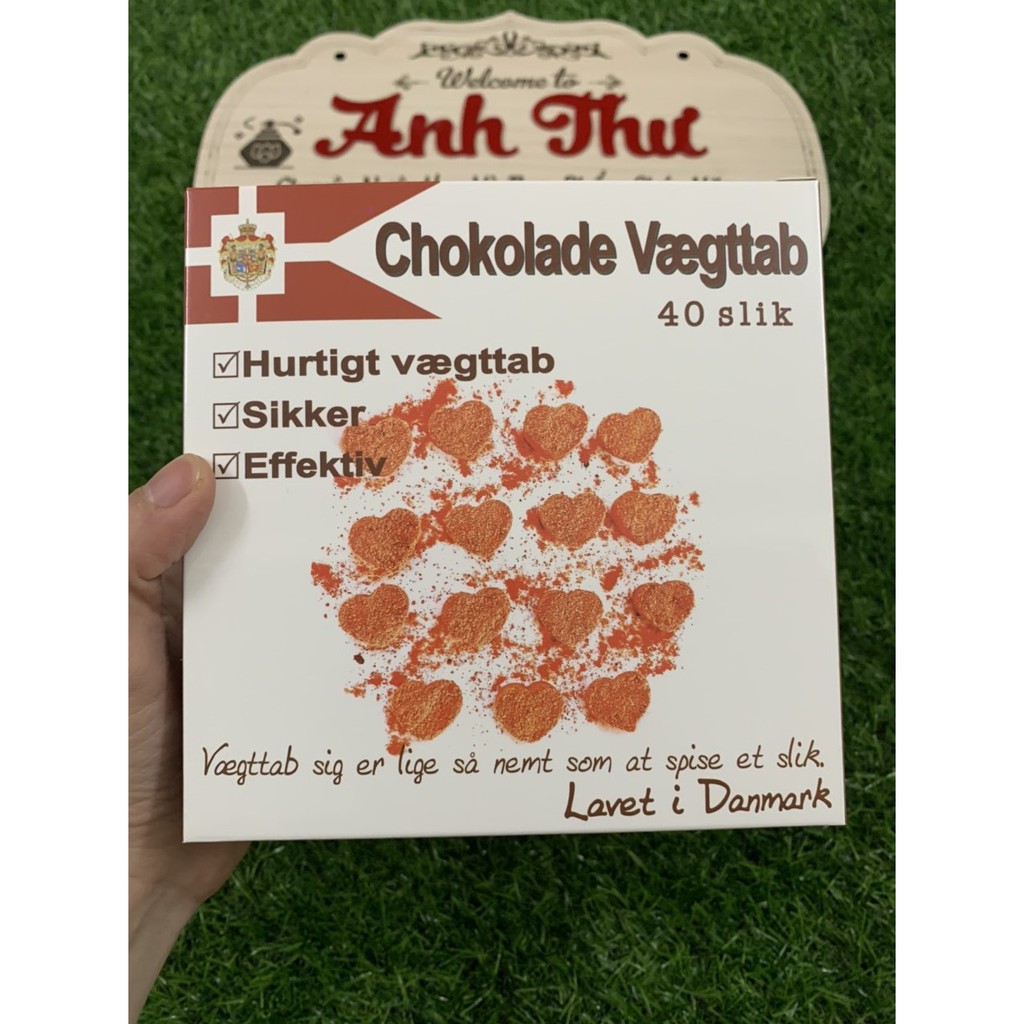 Welcome to
Anh Thư
Chokolade Vægttab
40 slik
☑Hurtigt vægttab
☑Sikker
☑Effektiv
Vægttab sig er lige så nemt som at spise et slik.
Lavet i Danmark